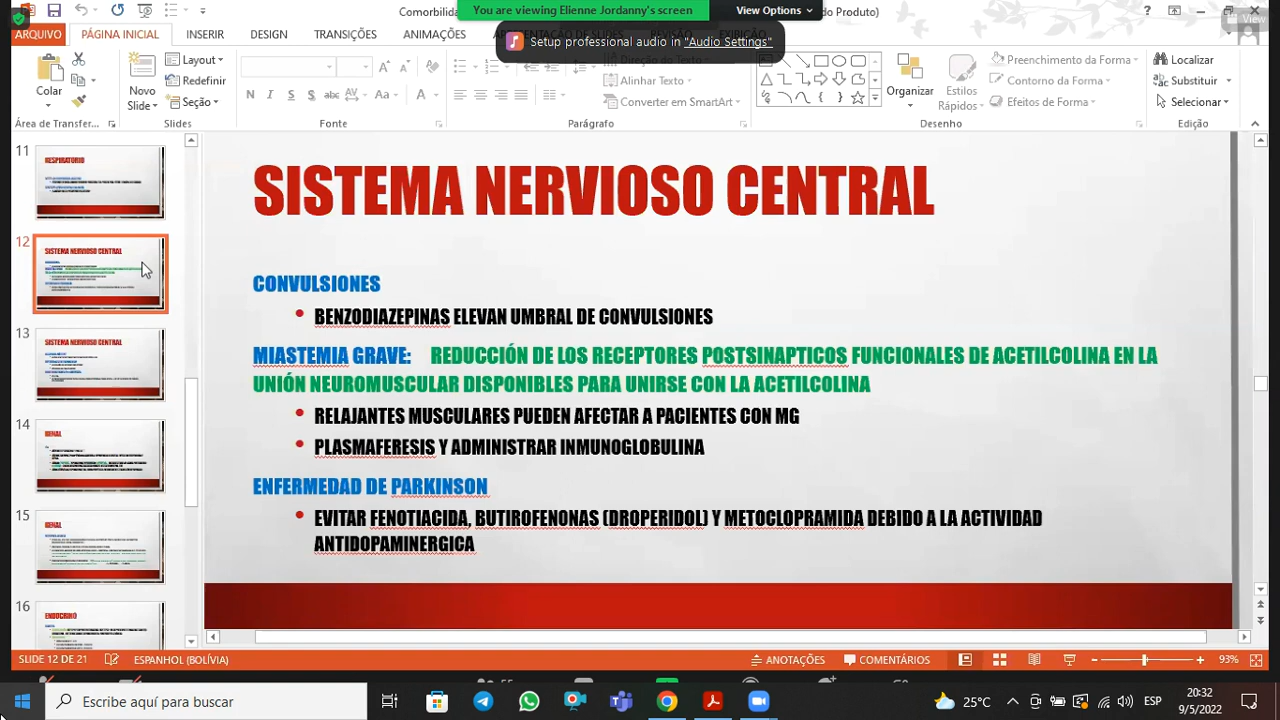 You are viewing Elienne Jordanny's screen
View Options
do Produto)
View
Setup professional audio in "Audio Settings"
ARQUIVO
PÁGINA INICIAL
INSERIR
DESIGN
TRANSIÇÕES
ANIMAÇÕES
Colar
Novo
Slide
Layout
Redefinir
Seção
Alinhar Texto
Converter em SmartArt
Organizar
Estilos
Rápidos
Preenchimento da Forma
Contorno da Forma
Efeitos de Forma
Localizar
Substituir
Selecionar
Área de Transfer...
Slides
Fonte
Parágrafo
Desenho
Edição
11
RESPIRATORIO
12
SISTEMA NERVIOSO CENTRAL
13
SISTEMA NERVIOSO CENTRAL
14
RENAL
15
RENAL
16
ENDOCRINO
SISTEMA NERVIOSO CENTRAL
CONVULSIONES
BENZODIAZEPINAS ELEVAN UMBRAL DE CONVULSIONES
MIASTEMIA GRAVE: REDUCCIÓN DE LOS RECEPTORES POSTSINÁPTICOS FUNCIONALES DE ACETILCOLINA EN LA
UNIÓN NEUROMUSCULAR DISPONIBLES PARA UNIRSE CON LA ACETILCOLINA
RELAJANTES MUSCULARES PUEDEN AFECTAR A PACIENTES CON MG
PLASMAFERESIS Y ADMINISTRAR INMUNOGLOBULINA
ENFERMEDAD DE PARKINSON
EVITAR FENOTIACIDA, BUTIROFENONAS (DROPERIDOL) Y METOCLOPRAMIDA DEBIDO A LA ACTIVIDAD
ANTIDOPAMINERGICA
SLIDE 12 DE 21
ESPANHOL (BOLÍVIA)
ANOTAÇÕES
COMENTÁRIOS
93%
Escribe aquí para buscar
25°C
ESP
20:32
9/5/2022